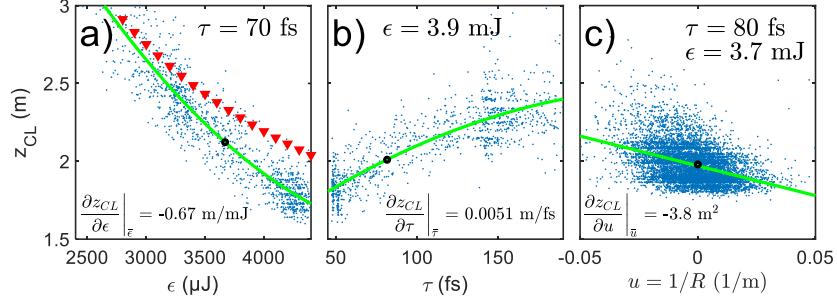 a) τ = 70 fs
b) ϵ = 3.9 mJ
c) τ = 80 fs
ϵ = 3.7 mJ
z_CL (m)
3
2.5
2
1.5
∂z_CL/∂ϵ|_ϵ̄ = -0.67 m/mJ
∂z_CL/∂τ|_τ̄ = 0.0051 m/fs
∂z_CL/∂u|_ū = -3.8 m²
2500 3000 3500 4000
50 100 150
-0.05 0 0.05
ϵ (μJ)
τ (fs)
u = 1/R (1/m)